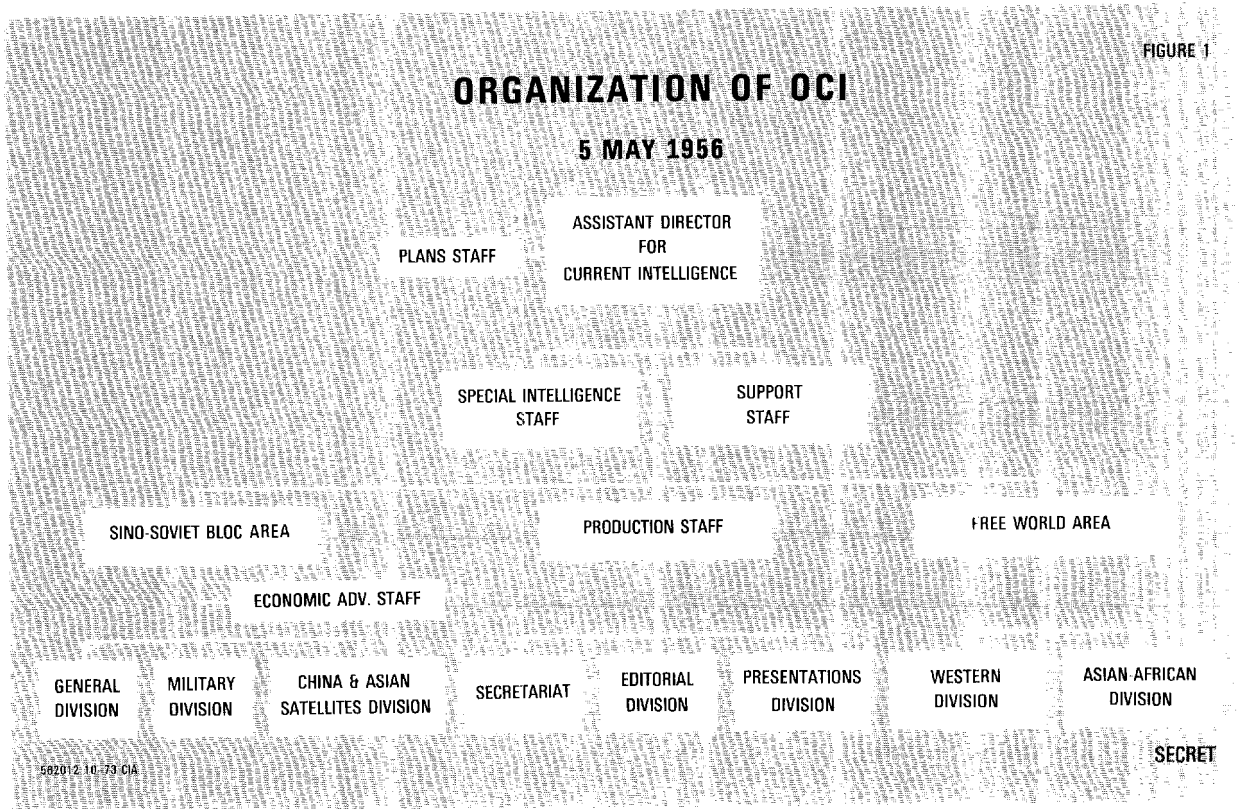 FIGURE 1
ORGANIZATION OF OCI
5 MAY 1956
ASSISTANT DIRECTOR
FOR
CURRENT INTELLIGENCE
PLANS STAFF
SPECIAL INTELLIGENCE
STAFF
SUPPORT
STAFF
SINO-SOVIET BLOC AREA
PRODUCTION STAFF
FREE WORLD AREA
ECONOMIC ADV. STAFF
GENERAL
DIVISION
MILITARY
DIVISION
CHINA & ASIAN
SATELLITES DIVISION
SECRETARIAT
EDITORIAL
DIVISION
PRESENTATIONS
DIVISION
WESTERN
DIVISION
ASIAN-AFRICAN
DIVISION
SECRET
562012 10-73 CIA